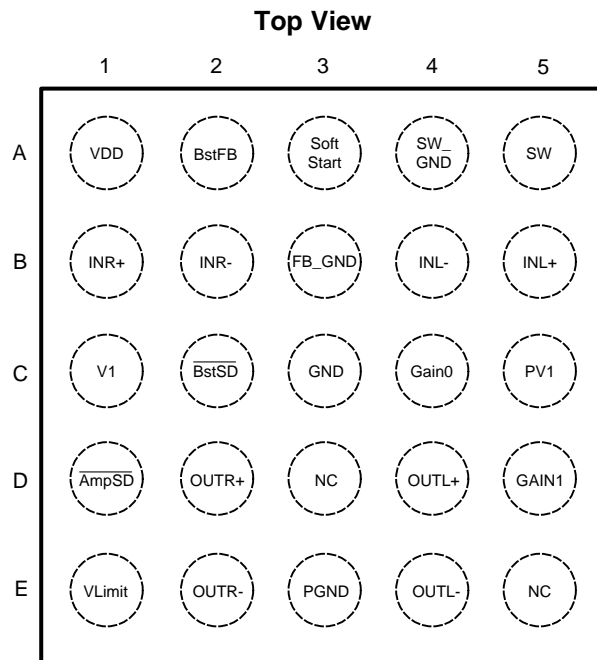 Top View
1 2 3 4 5
A VDD BstFB Soft Start SW_ GND SW
B INR+ INR- FB_GND INL- INL+
C V1 BstSD GND Gain0 PV1
D AmpSD OUTR+ NC OUTL+ GAIN1
E VLimit OUTR- PGND OUTL- NC